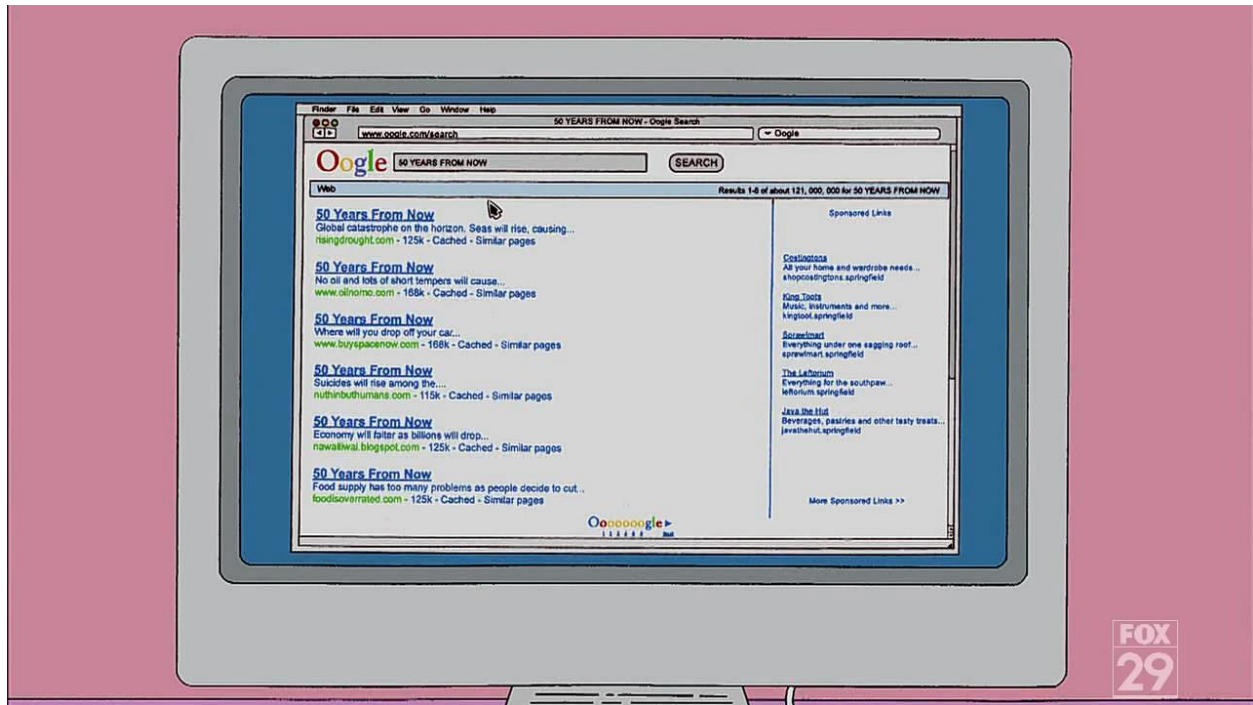 Finder File Edit View Go Window Help
50 YEARS FROM NOW - Oogle Search
www.oogle.com/search
Oogle
Oogle
50 YEARS FROM NOW
SEARCH
Web
Results 1-6 of about 121, 000, 000 for 50 YEARS FROM NOW
50 Years From Now
Global catastrophe on the horizon. Seas will rise, causing...
risingdrought.com - 125k - Cached - Similar pages
50 Years From Now
No oil and lots of short tempers will cause...
www.oilnomo.com - 168k - Cached - Similar pages
50 Years From Now
Where will you drop off your car...
www.buyspacenow.com - 168k - Cached - Similar pages
50 Years From Now
Suicides will rise among the....
nuthinbuthumans.com - 115k - Cached - Similar pages
50 Years From Now
Economy will falter as billions will drop...
nawaliwai.blogspot.com - 125k - Cached - Similar pages
50 Years From Now
Food supply has too many problems as people decide to cut...
foodisoverrated.com - 125k - Cached - Similar pages
Sponsored Links
Costingtons
All your home and wardrobe needs...
shopcostingtons.springfield
King Toots
Music, instruments and more...
kingtoot.springfield
Sprawlmart
Everything under one sagging roof...
sprawlmart.springfield
The Leftorium
Everything for the southpaw...
leftorium.springfield
Java the Hut
Beverages, pastries and other tasty treats...
javathehut.springfield
More Sponsored Links >>
Ooooooogle
Next
FOX
29